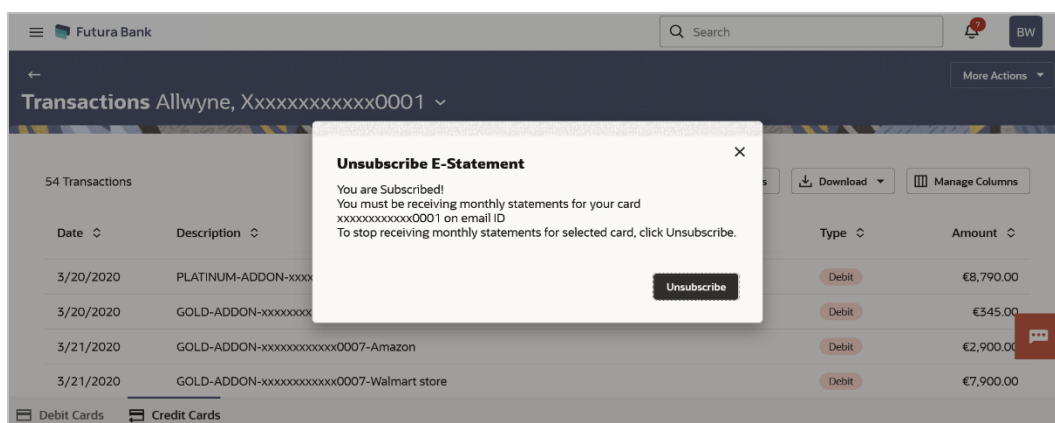 Futura Bank
Search
7
BW
More Actions
Transactions Allwyne, Xxxxxxxxxxxx0001
Unsubscribe E-Statement
You are Subscribed!
You must be receiving monthly statements for your card
xxxxxxxxxxxx0001 on email ID
To stop receiving monthly statements for selected card, click Unsubscribe.
Unsubscribe
54 Transactions
Download
Manage Columns
Date Description Type Amount
3/20/2020 PLATINUM-ADDON-xxxx Debit €8,790.00
3/20/2020 GOLD-ADDON-xxxxxxxx Debit €345.00
3/21/2020 GOLD-ADDON-xxxxxxxxxxxx0007-Amazon Debit €2,900.00
3/21/2020 GOLD-ADDON-xxxxxxxxxxxx0007-Walmart store Debit €7,900.00
Debit Cards Credit Cards